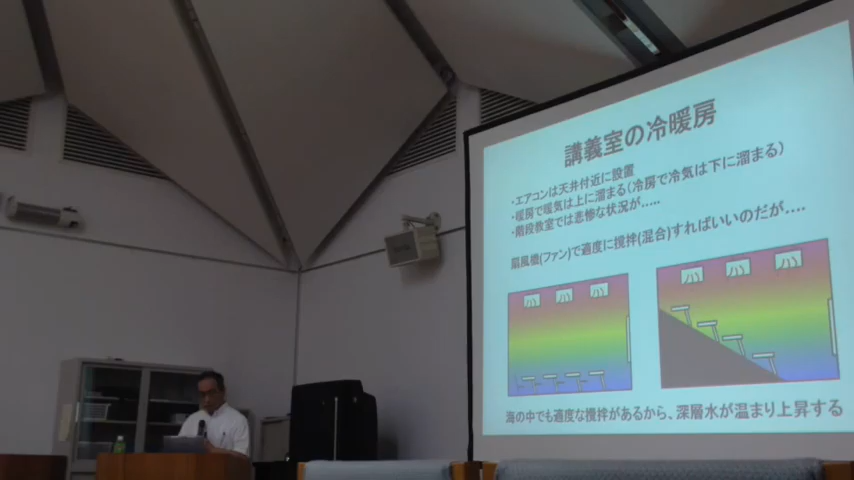 講義室の冷暖房
・エアコンは天井付近に設置
・暖房で暖気は上に溜まる(冷房で冷気は下に溜まる)
・階段教室では悲惨な状況が…..
扇風機(ファン)で適度に撹拌(混合)すればいいのだが….
海の中でも適度な撹拌があるから、深層水が温まり上昇する